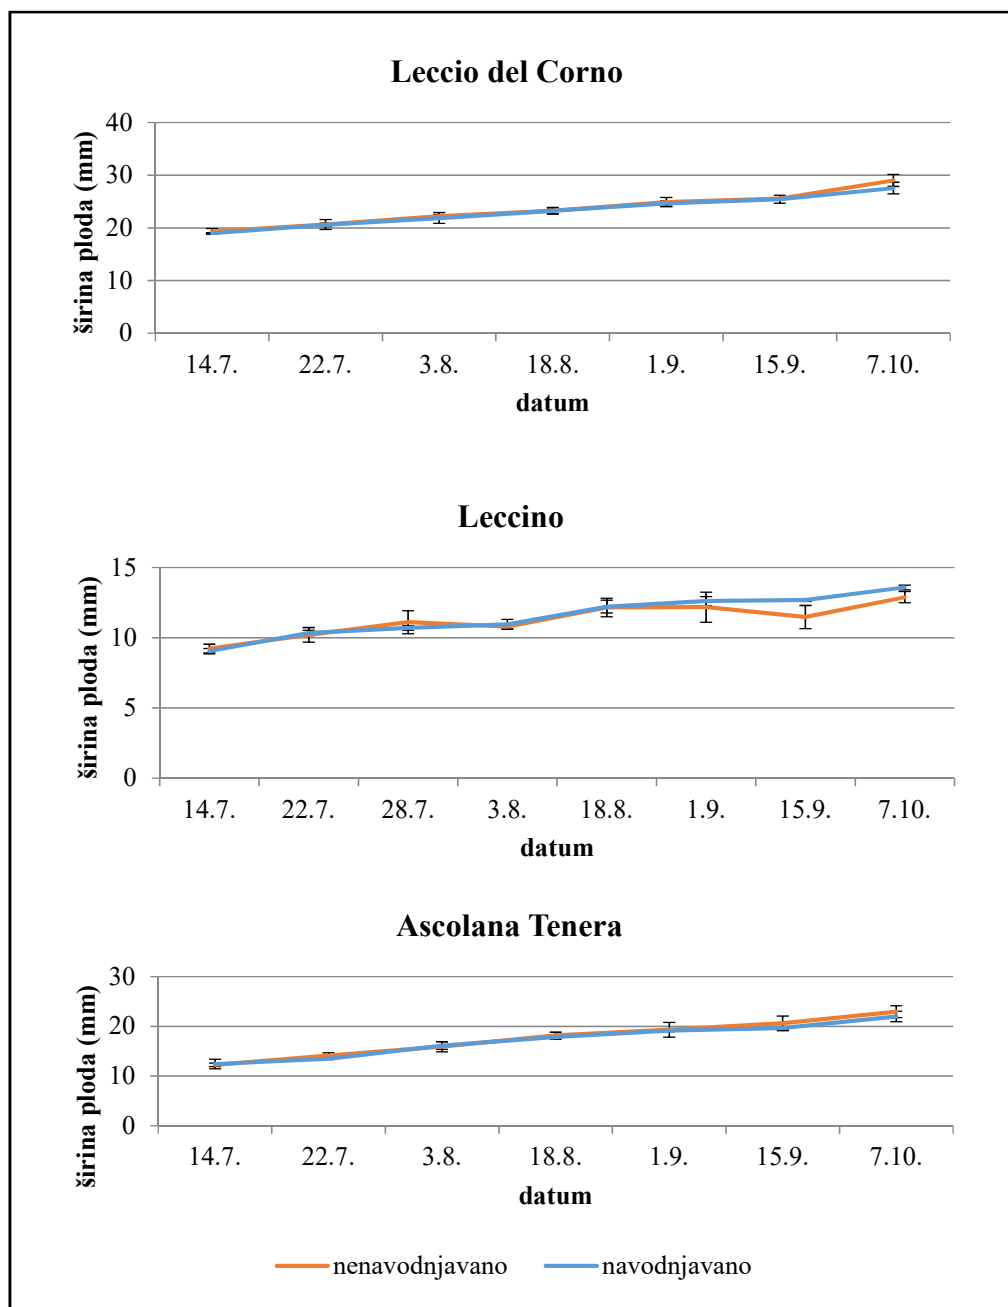 Leccio del Corno
širina ploda (mm)
40
30
20
10
0
14.7. 22.7. 3.8. 18.8. 1.9. 15.9. 7.10.
datum
Leccino
širina ploda (mm)
15
10
5
0
14.7. 22.7. 28.7. 3.8. 18.8. 1.9. 15.9. 7.10.
datum
Ascolana Tenera
širina ploda (mm)
30
20
10
0
14.7. 22.7. 3.8. 18.8. 1.9. 15.9. 7.10.
datum
nenavodnjavano navodnjavano